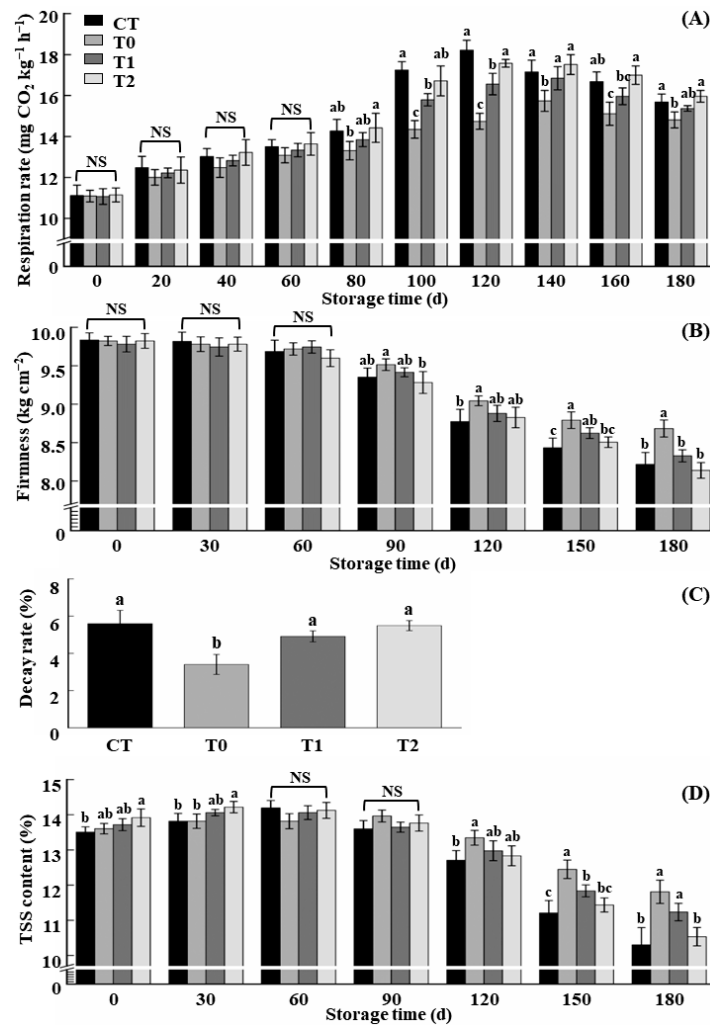 (A)
CT
T0
T1
T2
Respiration rate (mg CO₂ kg⁻¹ h⁻¹)
20
18
16
14
12
10
0
NS
NS
NS
NS
ab b ab a
a c b a
a c b a
a b a a
ab c bc a
a b ab a
0 20 40 60 80 100 120 140 160 180
Storage time (d)
(B)
Firmness (kg cm⁻²)
10.0
9.5
9.0
8.5
8.0
0
NS
NS
NS
ab a ab b
b a ab ab
c a ab bc
b a b b
0 30 60 90 120 150 180
Storage time (d)
(C)
Decay rate (%)
8
6
4
2
0
a b a a
CT T0 T1 T2
(D)
TSS content (%)
15
14
13
12
11
10
0
b ab ab a
b b ab a
NS
NS
b a ab ab
c a b bc
b a a b
0 30 60 90 120 150 180
Storage time (d)